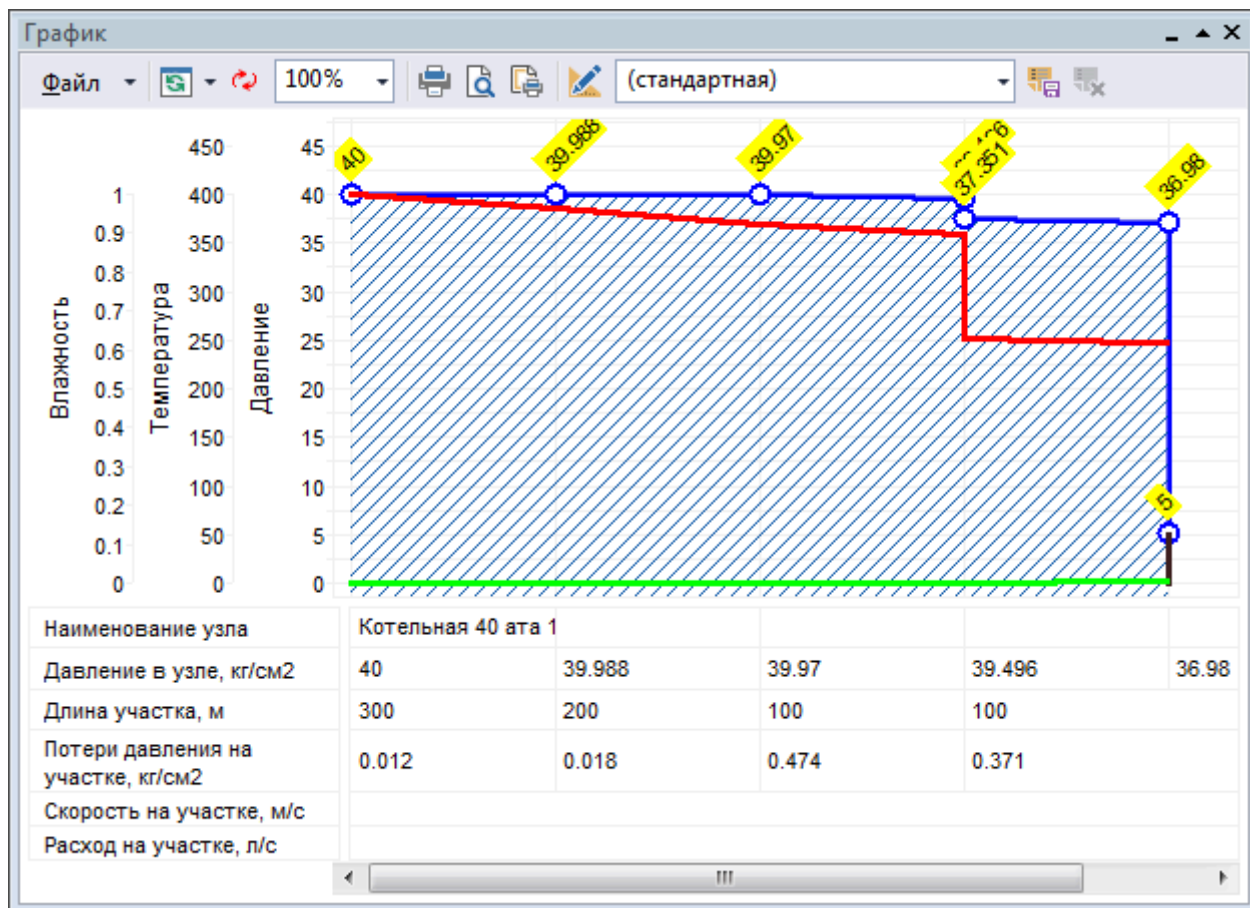 График
Файл 100% (стандартная)
450 45
40 39.988 39.97 37.351 36.98
1 400 40
0.9 350 35
0.8
0.7 300 30
0.6 250 25
0.5 200 20
0.4 150 15
0.3
0.2 100 10
0.1 50 5
0 0 0
5
Влажность
Температура
Давление
Наименование узла Котельная 40 ата 1
Давление в узле, кг/см2 40 39.988 39.97 39.496 36.98
Длина участка, м 300 200 100 100
Потери давления на
участке, кг/см2 0.012 0.018 0.474 0.371
Скорость на участке, м/с
Расход на участке, л/с